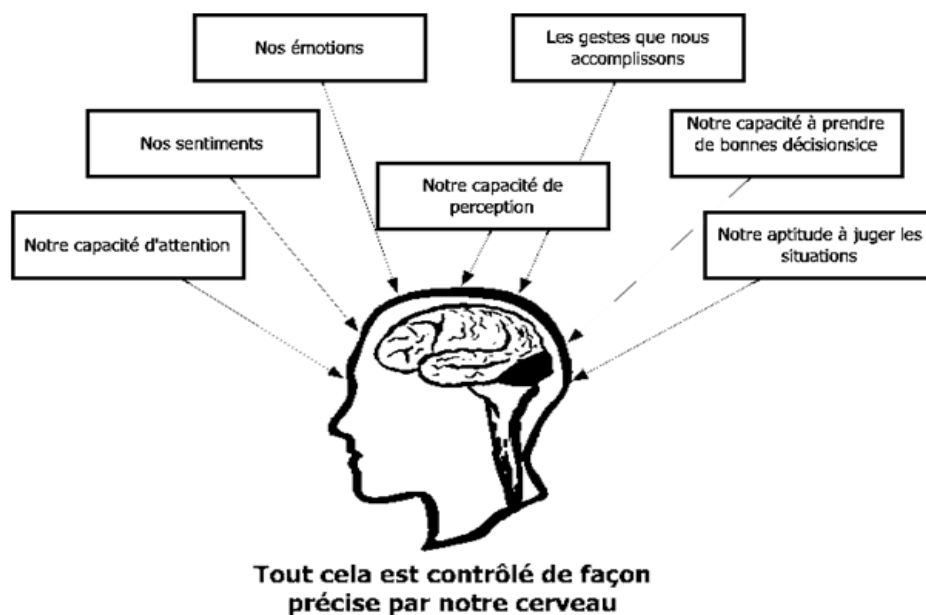 Nos émotions
Les gestes que nous
accomplissons
Nos sentiments
Notre capacité à prendre
de bonnes décisionsice
Notre capacité de
perception
Notre capacité d'attention
Notre aptitude à juger les
situations
Tout cela est contrôlé de façon
précise par notre cerveau